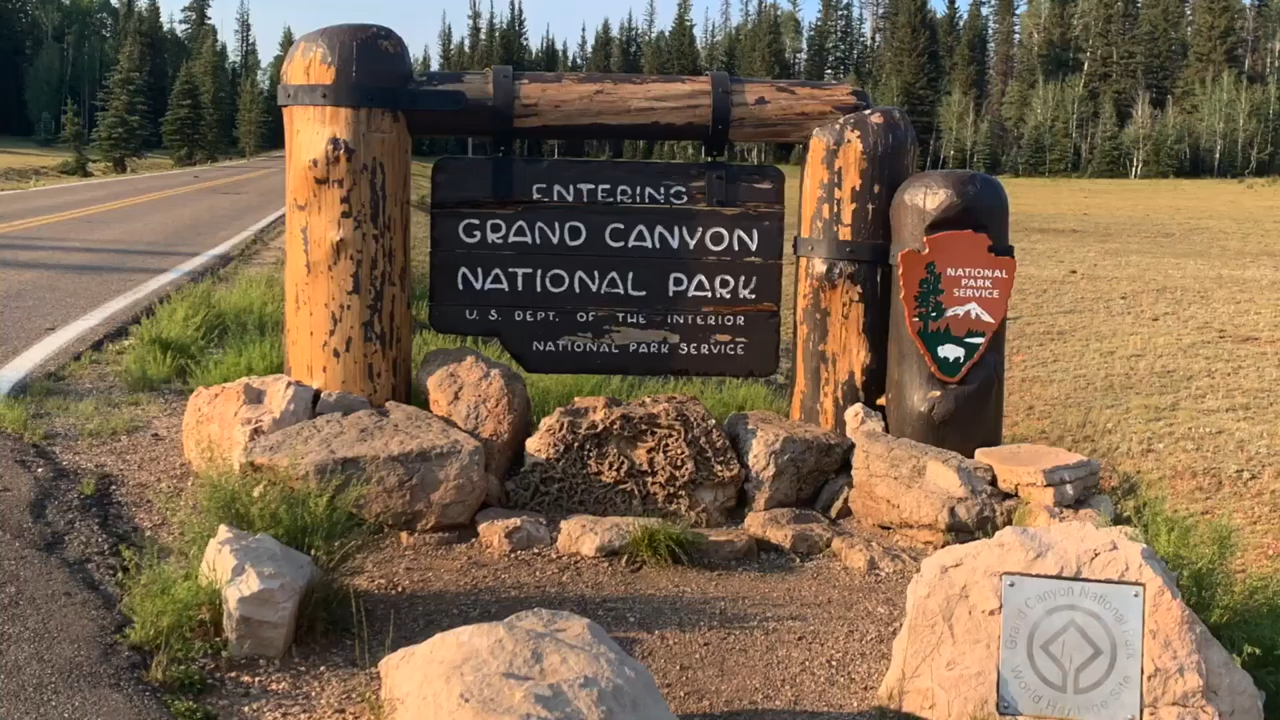 ENTERING
GRAND CANYON
NATIONAL PARK
U.S. DEPT. OF THE INTERIOR
NATIONAL PARK SERVICE
NATIONAL
PARK
SERVICE
Grand Canyon National Park
World Heritage Site